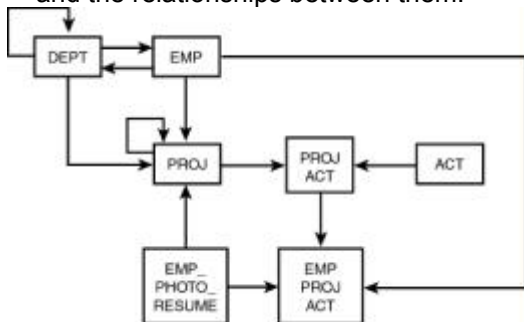 and the relationships between them.
DEPT
EMP
PROJ
PROJ
ACT
ACT
EMP_
PHOTO_
RESUME
EMP
PROJ
ACT